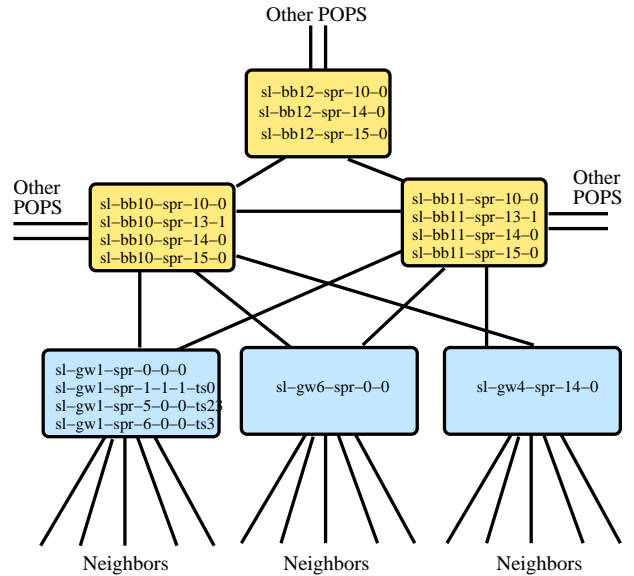 Other POPS
sl−bb12−spr−10−0
sl−bb12−spr−14−0
sl−bb12−spr−15−0
Other
POPS
sl−bb10−spr−10−0
sl−bb10−spr−13−1
sl−bb10−spr−14−0
sl−bb10−spr−15−0
sl−bb11−spr−10−0
sl−bb11−spr−13−1
sl−bb11−spr−14−0
sl−bb11−spr−15−0
Other
POPS
sl−gw1−spr−0−0−0
sl−gw1−spr−1−1−1−ts0
sl−gw1−spr−5−0−0−ts23
sl−gw1−spr−6−0−0−ts3
sl−gw6−spr−0−0
sl−gw4−spr−14−0
Neighbors
Neighbors
Neighbors